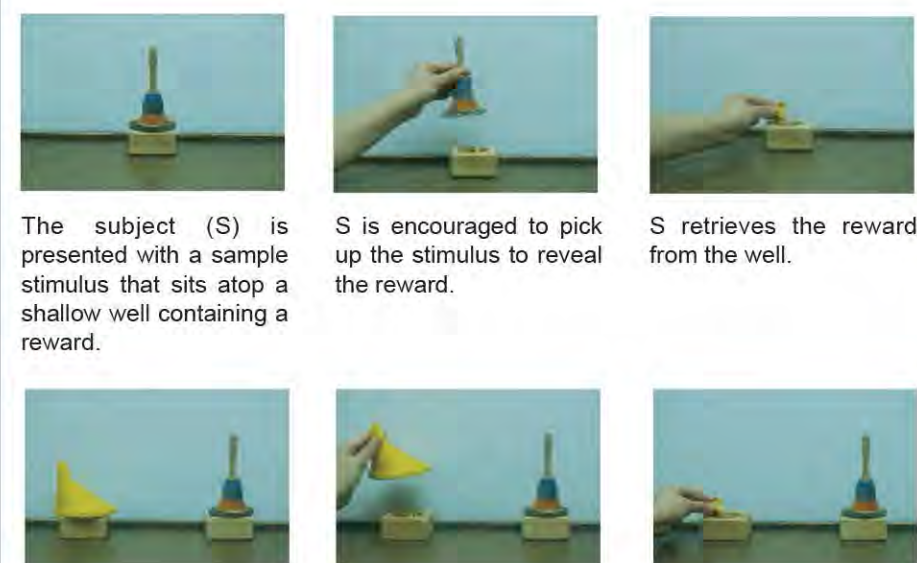 The subject (S) is
presented with a sample
stimulus that sits atop a
shallow well containing a
reward.
S is encouraged to pick
up the stimulus to reveal
the reward.
S retrieves the reward
from the well.